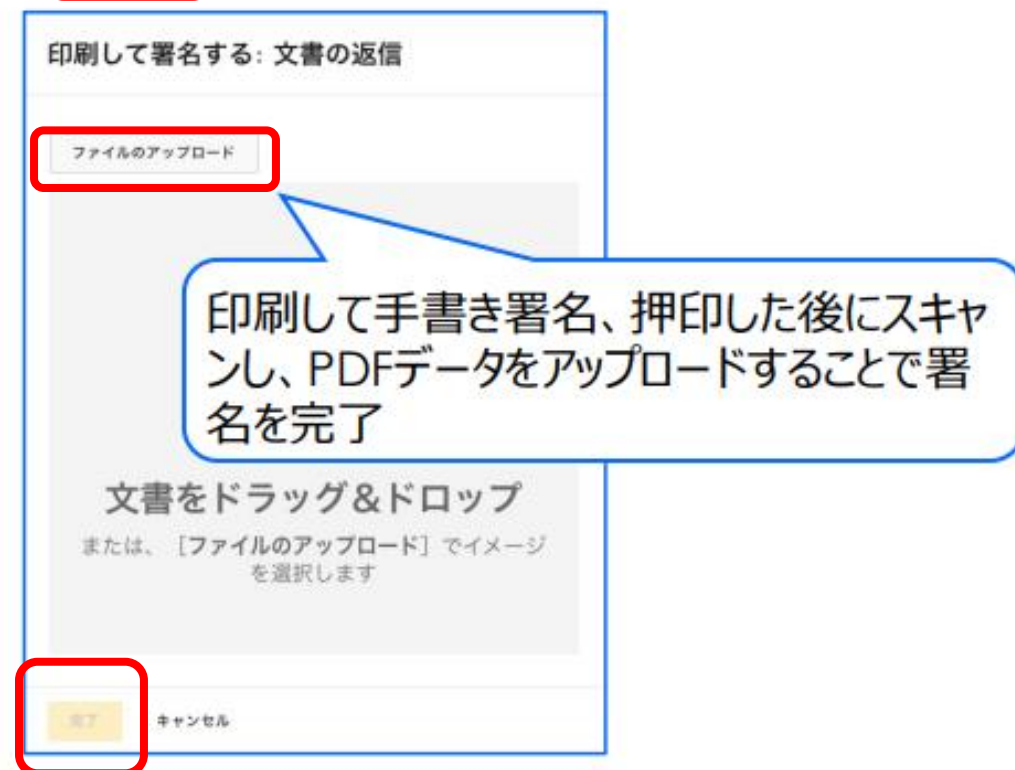 印刷して署名する: 文書の返信
ファイルのアップロード
印刷して手書き署名、押印した後にスキャ
ンし、PDFデータをアップロードすることで署
名を完了
文書をドラッグ&ドロップ
または、［ファイルのアップロード］でイメージ
を選択します
完了
キャンセル